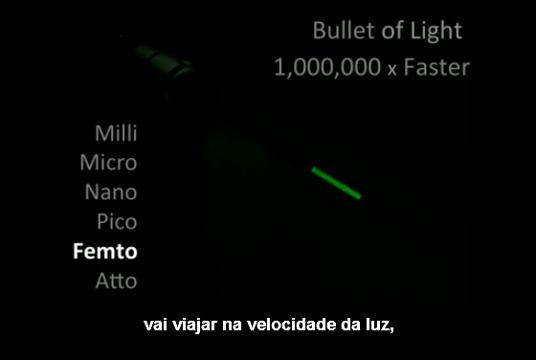 Bullet of Light
1,000,000 x Faster
Milli
Micro
Nano
Pico
Femto
Atto
vai viajar na velocidade da luz,